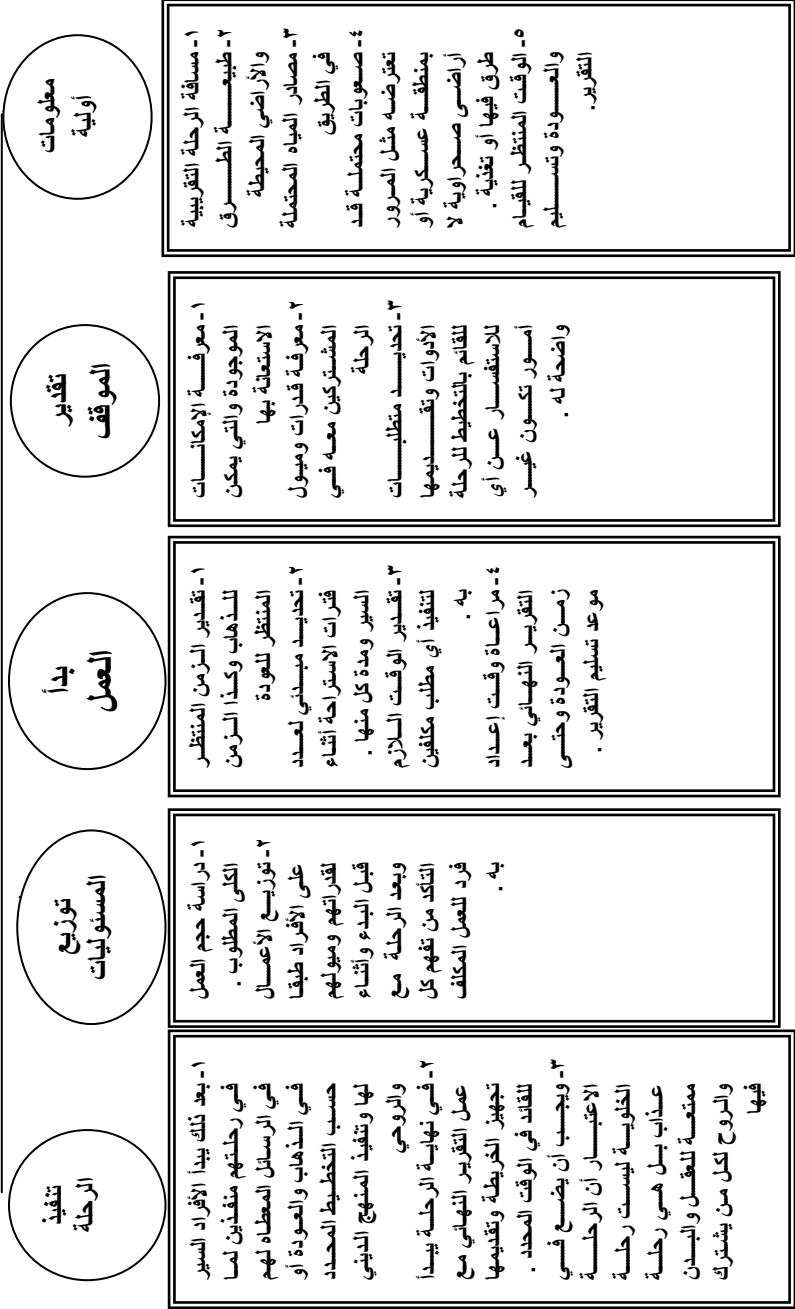 معلومات
أولية
١- مسافة الرحلة التقريبية
٢- طبيعة الطرق
والأراضي المحيطة
٣- مصادر المياه المحتملة
في الطريق
٤- صعوبات محتملة قد
تعترضه مثل المرور
بمنطقة عسكرية أو
أراضى صحراوية لا
طرق فيها أو تغذية .
٥- الوقت المنتظر للقيام
والعودة وتسليم
التقرير.
تقدير
الموقف
١- معرفة الإمكانات
الموجودة والتي يمكن
الاستعانة بها
٢- معرفة قدرات وميول
المشتركين معه في
الرحلة
٣- تحديد متطلبات
الأدوات وتقديمها
للقائم بالتخطيط للرحلة
للاستفسار عن أي
أمور تكون غير
واضحة له .
بدأ
العمل
١- تقدير الزمن المنتظر
للذهاب وكذا الزمن
المنتظر للعودة
٢- تحديد مبدئي لعدد
فترات الاستراحة أثناء
السير ومدة كل منها .
٣- تقدير الوقت اللازم
لتنفيذ أي مطلب مكلفين
به .
٤- مراعاة وقت إعداد
التقرير النهائي بعد
زمن العودة وحتى
موعد تسليم التقرير .
توزيع
المسئوليات
١- دراسة حجم العمل
الكلى المطلوب .
٢- توزيع الأعمال
على الأفراد طبقا
لقدراتهم وميولهم
قبل البدء وأثناء
وبعد الرحلة مع
التأكد من تفهم كل
فرد للعمل المكلف
به .
تنفيذ
الرحلة
١- بعد ذلك يبدأ الأفراد السير
في رحلتهم منفذين لما
في الرسائل المعطاه لهم
في الذهاب والعودة أو
حسب التخطيط المحدد
لها وتنفيذ المنهج الديني
والروحي
٢- في نهاية الرحلة يبدأ
عمل التقرير النهائي مع
تجهيز الخريطة وتقديمها
للقائد في الوقت المحدد .
٣- ويجب أن يضع في
الاعتبار أن الرحلة
الخلوية ليست رحلة
عذاب بل هي رحلة
ممتعة للعقل والبدن
والروح لكل من يشترك
فيها